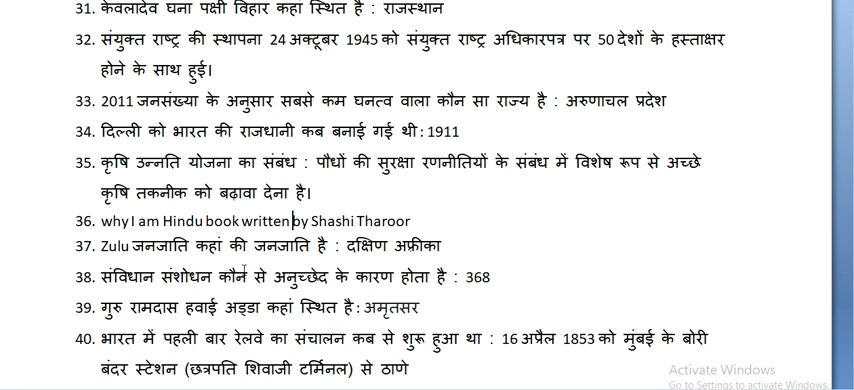 31. केवलादेव घना पक्षी विहार कहां स्थित है : राजस्थान
32. संयुक्त राष्ट्र की स्थापना 24 अक्टूबर 1945 को संयुक्त राष्ट्र अधिकारपत्र पर 50 देशों के हस्ताक्षर
होने के साथ हुई।
33. 2011 जनसंख्या के अनुसार सबसे कम घनत्व वाला कौन सा राज्य है : अरुणाचल प्रदेश
34. दिल्ली को भारत की राजधानी कब बनाई गई थी : 1911
35. कृषि उन्नति योजना का संबंध : पौधों की सुरक्षा रणनीतियों के संबंध में विशेष रूप से अच्छे
कृषि तकनीक को बढ़ावा देना है।
36. why I am Hindu book written by Shashi Tharoor
37. Zulu जनजाति कहां की जनजाति है : दक्षिण अफ्रीका
38. संविधान संशोधन कौन से अनुच्छेद के कारण होता है : 368
39. गुरु रामदास हवाई अड्डा कहां स्थित है : अमृतसर
40. भारत में पहली बार रेलवे का संचालन कब से शुरू हुआ था : 16 अप्रैल 1853 को मुंबई के बोरी
बंदर स्टेशन (छत्रपति शिवाजी टर्मिनल) से ठाणे
Activate Windows
Go to Settings to activate Windows.